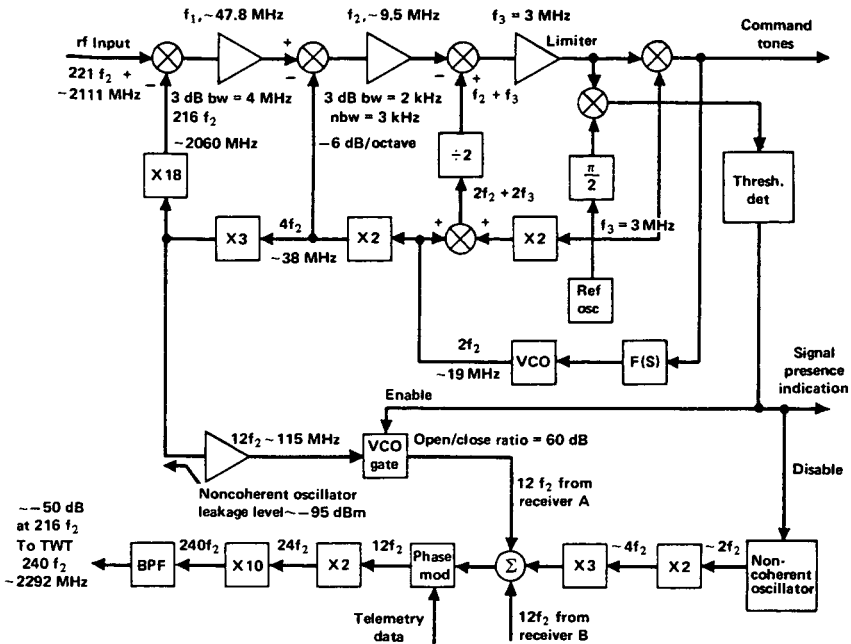 f₁,~47.8 MHz
f₂,~9.5 MHz
f₃ = 3 MHz
Command
tones
rf Input
+
Limiter
221 f₂ +
~2111 MHz
−
−
−
+
3 dB bw = 4 MHz
216 f₂
3 dB bw = 2 kHz
nbw = 3 kHz
f₂ + f₃
~2060 MHz
−6 dB/octave
÷2
X18
π/2
Thresh.
det
2f₂ + 2f₃
4f₂
+
+
f₃ = 3 MHz
X3
X2
X2
~38 MHz
Ref
osc
2f₂
~19 MHz
VCO
F(S)
Signal
presence
indication
Enable
12f₂ ~ 115 MHz
VCO
gate
Open/close ratio = 60 dB
Disable
Noncoherent oscillator
leakage level~−95 dBm
12 f₂ from
receiver A
~−50 dB
at 216 f₂
To TWT
240 f₂
~2292 MHz
BPF
240f₂
X10
24f₂
X2
12f₂
Phase
mod
Σ
X3
~4f₂
X2
~2f₂
Non-
coherent
oscillator
Telemetry
data
12f₂ from
receiver B